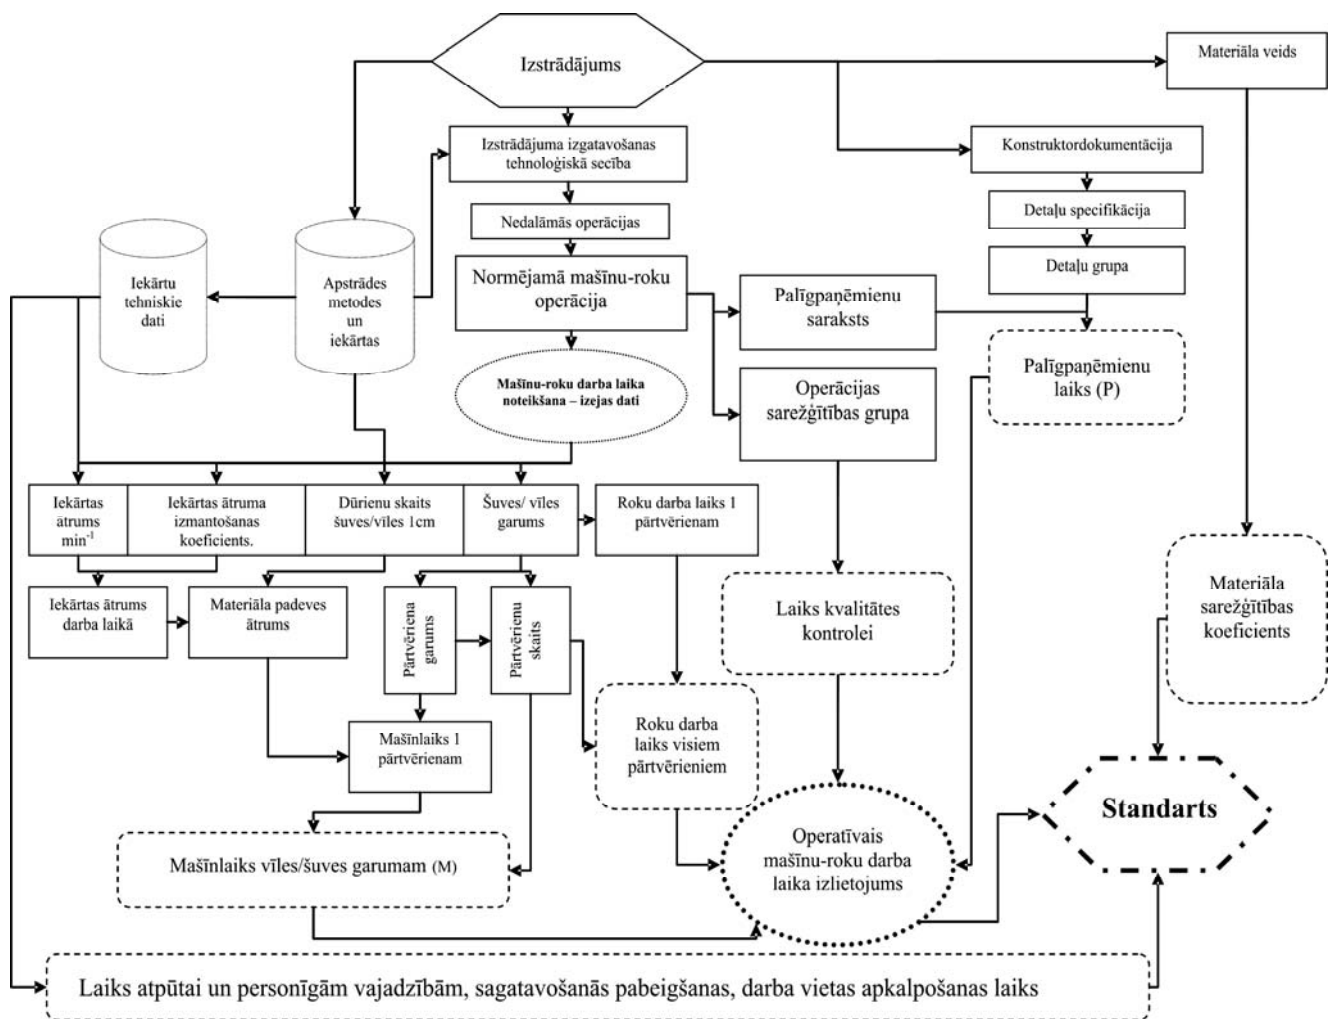 Izstrādājums
Materiāla veids
Izstrādājuma izgatavošanas
tehnoloģiskā secība
Konstruktordokumentācija
Nedalāmās operācijas
Detaļu specifikācija
Iekārtu
tehniskie
dati
Apstrādes
metodes
un
iekārtas
Normējamā mašīnu-roku
operācija
Detaļu grupa
Palīgpaņēmienu
saraksts
Palīgpaņēmienu
laiks (P)
Mašīnu-roku darba laika
noteikšana – izejas dati
Operācijas
sarežģītības grupa
Iekārtas
ātrums
min-1
Iekārtas ātruma
izmantošanas
koeficients.
Dūrienu skaits
šuves/vīles 1cm
Šuves/ vīles
garums
Roku darba laiks 1
pārtvērienam
Iekārtas ātrums
darba laikā
Materiāla padeves
ātrums
Pārtvēriena
garums
Pārtvērienu
skaits
Laiks kvalitātes
kontrolei
Materiāla
sarežģītības
koeficients
Mašīnlaiks 1
pārtvērienam
Roku darba
laiks visiem
pārtvērieniem
Standarts
Mašīnlaiks vīles/šuves garumam (M)
Operatīvais
mašīnu-roku darba
laika izlietojums
Laiks atpūtai un personīgām vajadzībām, sagatavošanās pabeigšanas, darba vietas apkalpošanas laiks